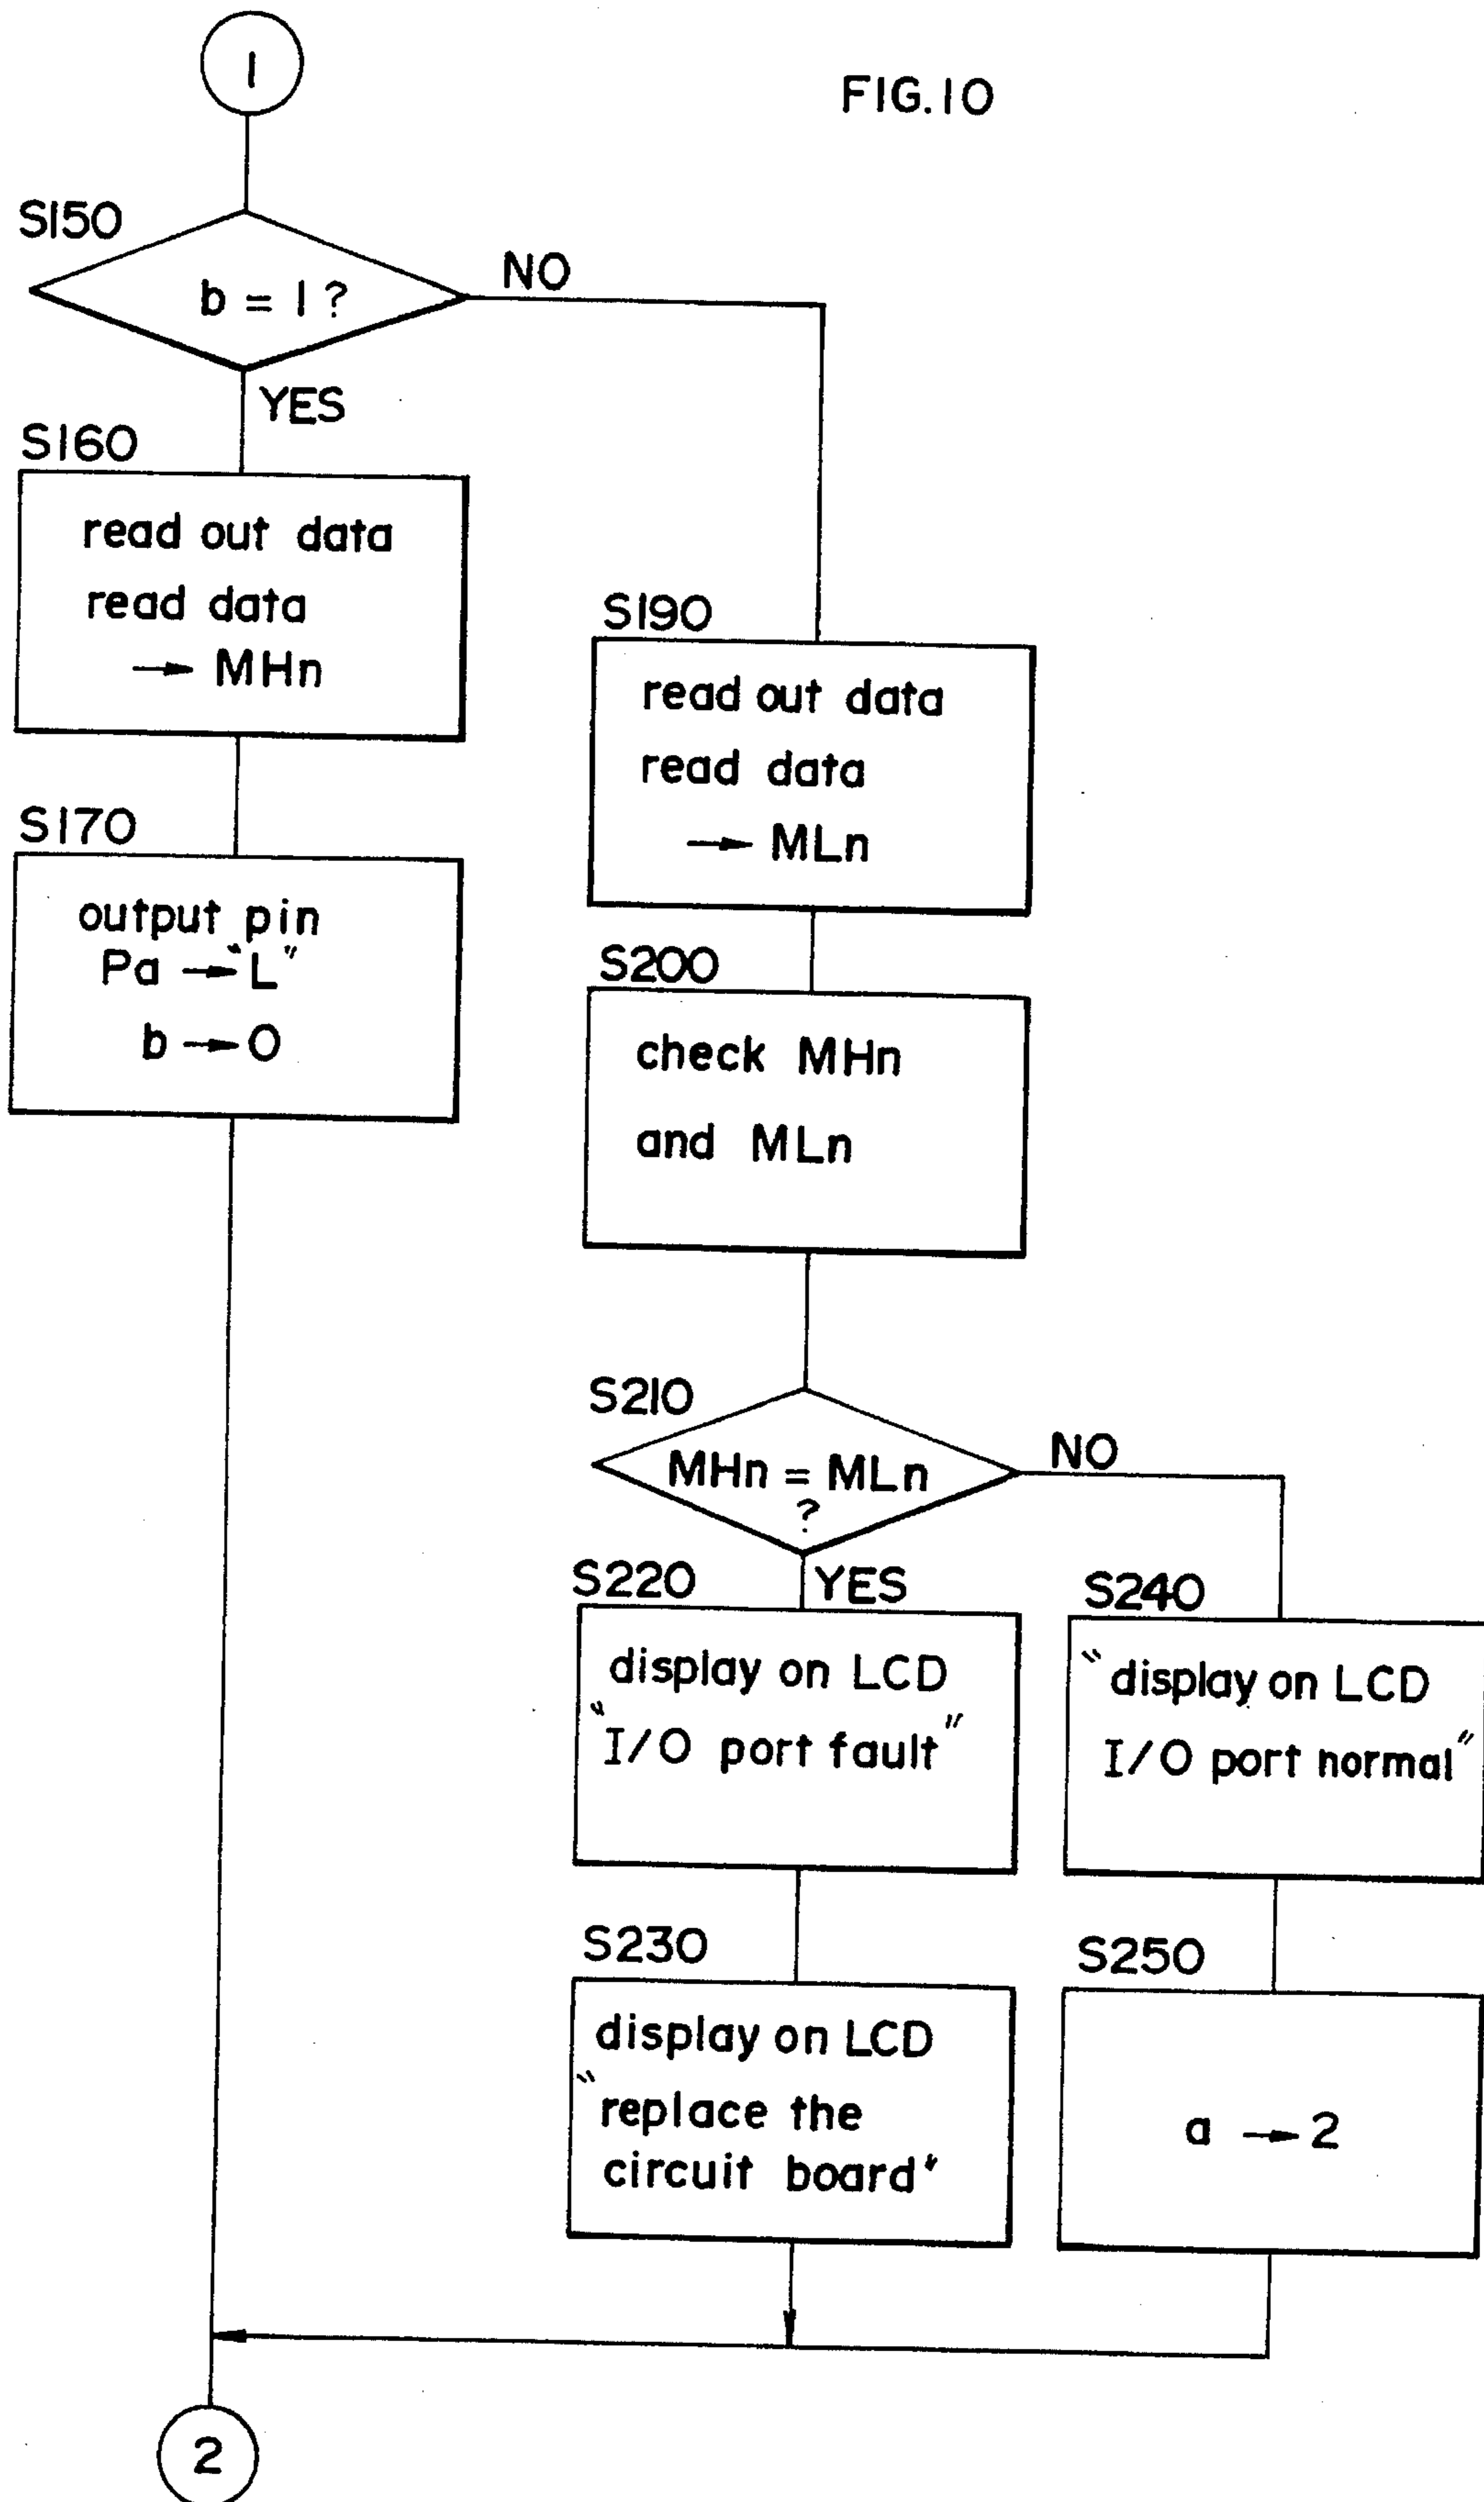 1
FIG.10
S150
b = 1 ?
NO
YES
S160
read out data
read data
→ MHn
S170
output pin
Pa → "L"
b → 0
S190
read out data
read data
→ MLn
S200
check MHn
and MLn
S210
MHn = MLn
?
NO
YES
S220
display on LCD
"I/O port fault"
S230
display on LCD
"replace the
circuit board"
S240
"display on LCD
I/O port normal"
S250
a → 2
2